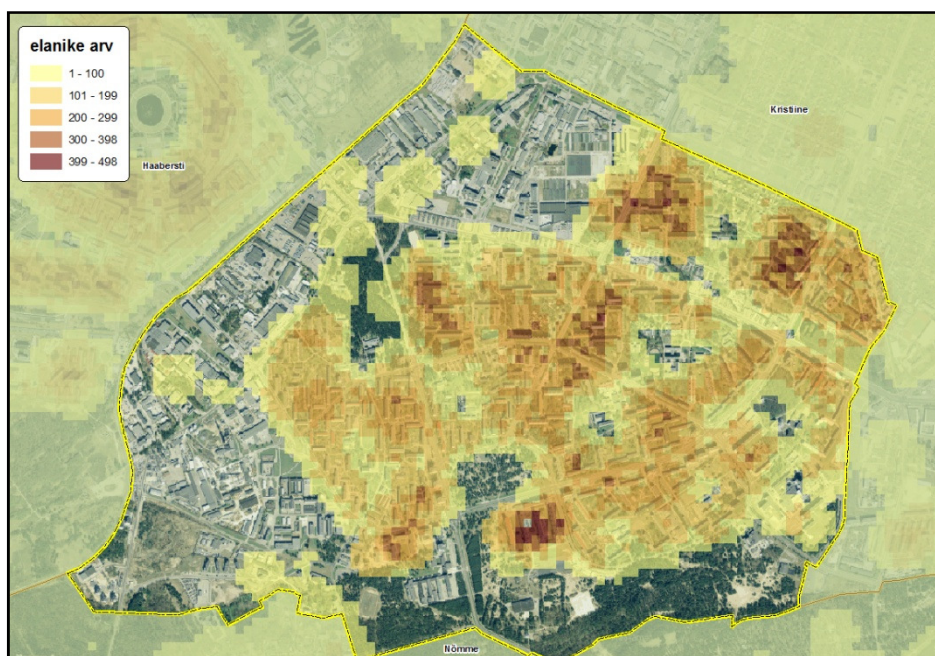 elanike arv
1 - 100
101 - 199
200 - 299
300 - 398
399 - 498
Kristiine
Haabersti
Nõmme